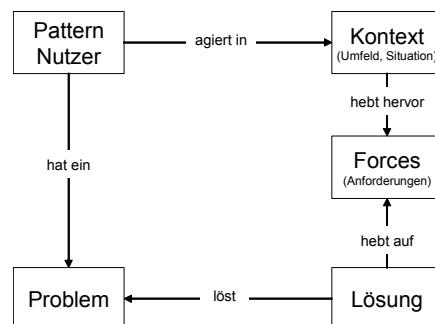 Pattern
Nutzer
agiert in
Kontext
(Umfeld, Situation)
hebt hervor
hat ein
Forces
(Anforderungen)
hebt auf
Problem
löst
Lösung